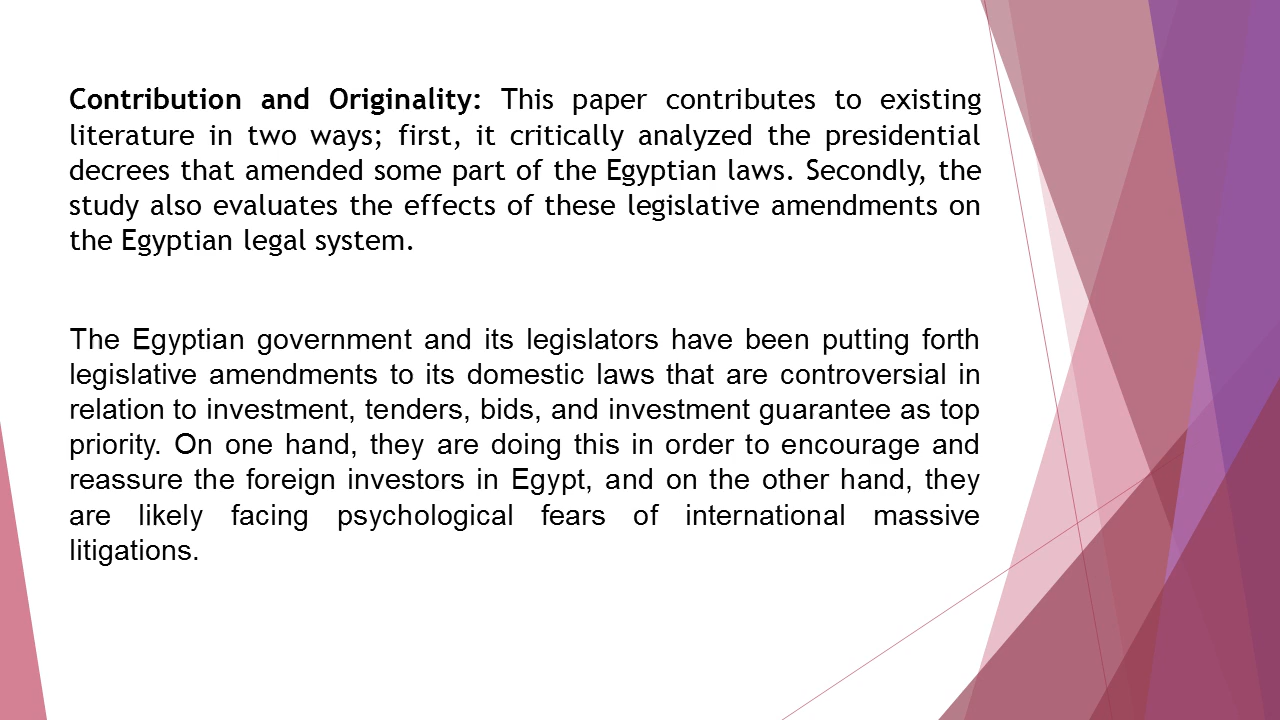 Contribution and Originality: This paper contributes to existing
literature in two ways; first, it critically analyzed the presidential
decrees that amended some part of the Egyptian laws. Secondly, the
study also evaluates the effects of these legislative amendments on
the Egyptian legal system.
The Egyptian government and its legislators have been putting forth
legislative amendments to its domestic laws that are controversial in
relation to investment, tenders, bids, and investment guarantee as top
priority. On one hand, they are doing this in order to encourage and
reassure the foreign investors in Egypt, and on the other hand, they
are likely facing psychological fears of international massive
litigations.